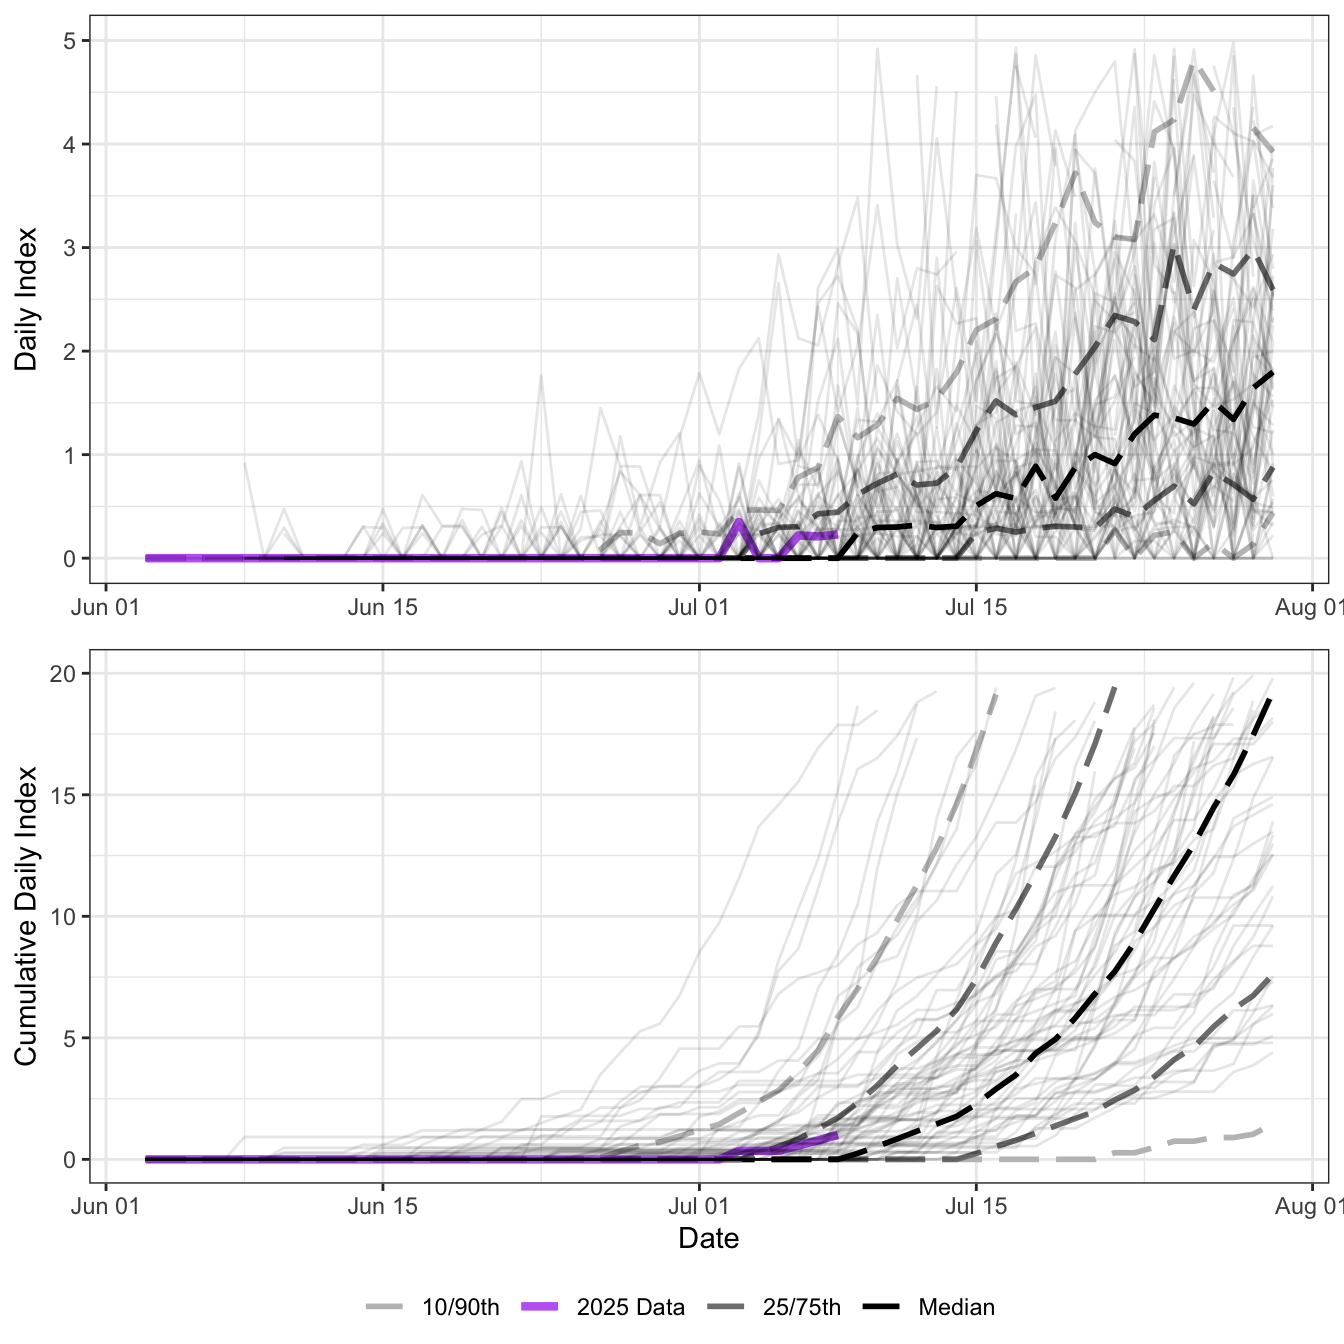 Daily Index
5
4
3
2
1
0
Jun 01 Jun 15 Jul 01 Jul 15 Aug 01
Cumulative Daily Index
20
15
10
5
0
Jun 01 Jun 15 Jul 01 Jul 15 Aug 01
Date
10/90th 2025 Data 25/75th Median